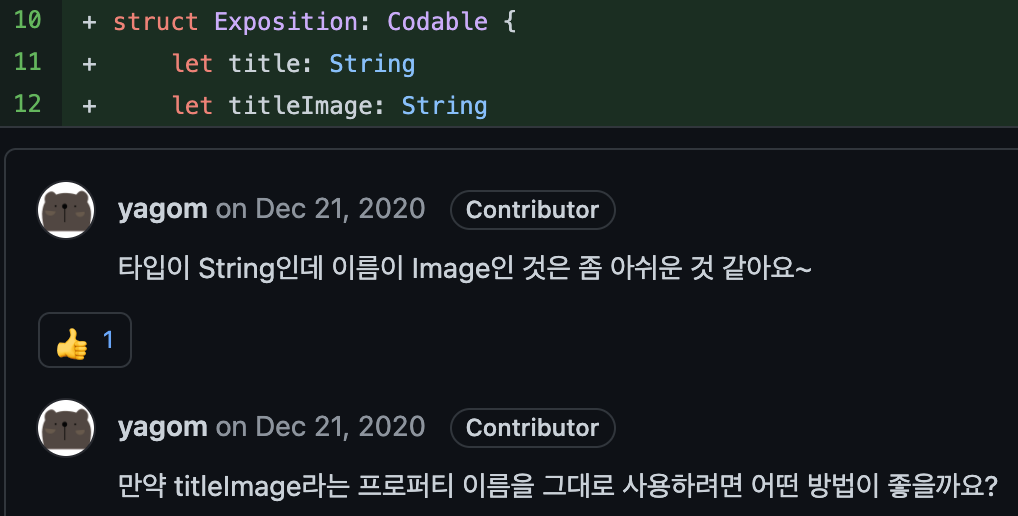 10 + struct Exposition: Codable {
11 +     let title: String
12 +     let titleImage: String
yagom on Dec 21, 2020 Contributor
타입이 String인데 이름이 Image인 것은 좀 아쉬운 것 같아요~
👍 1
yagom on Dec 21, 2020 Contributor
만약 titleImage라는 프로퍼티 이름을 그대로 사용하려면 어떤 방법이 좋을까요?